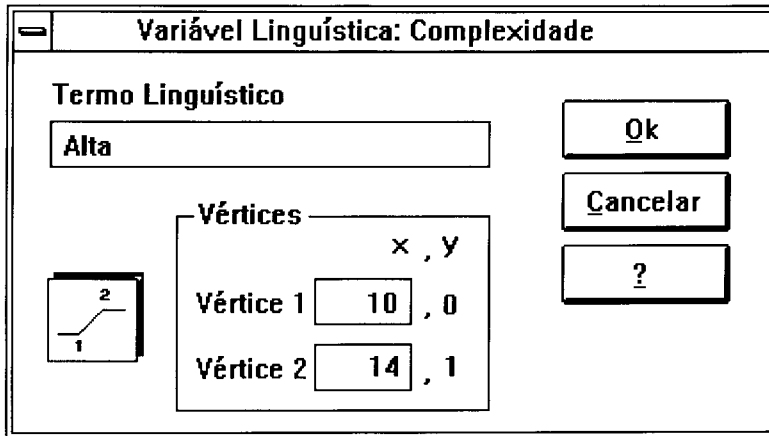 Variável Linguística: Complexidade
Termo Linguístico
Alta
Ok
Cancelar
?
Vértices
x , y
Vértice 1 10 , 0
Vértice 2 14 , 1
2
1